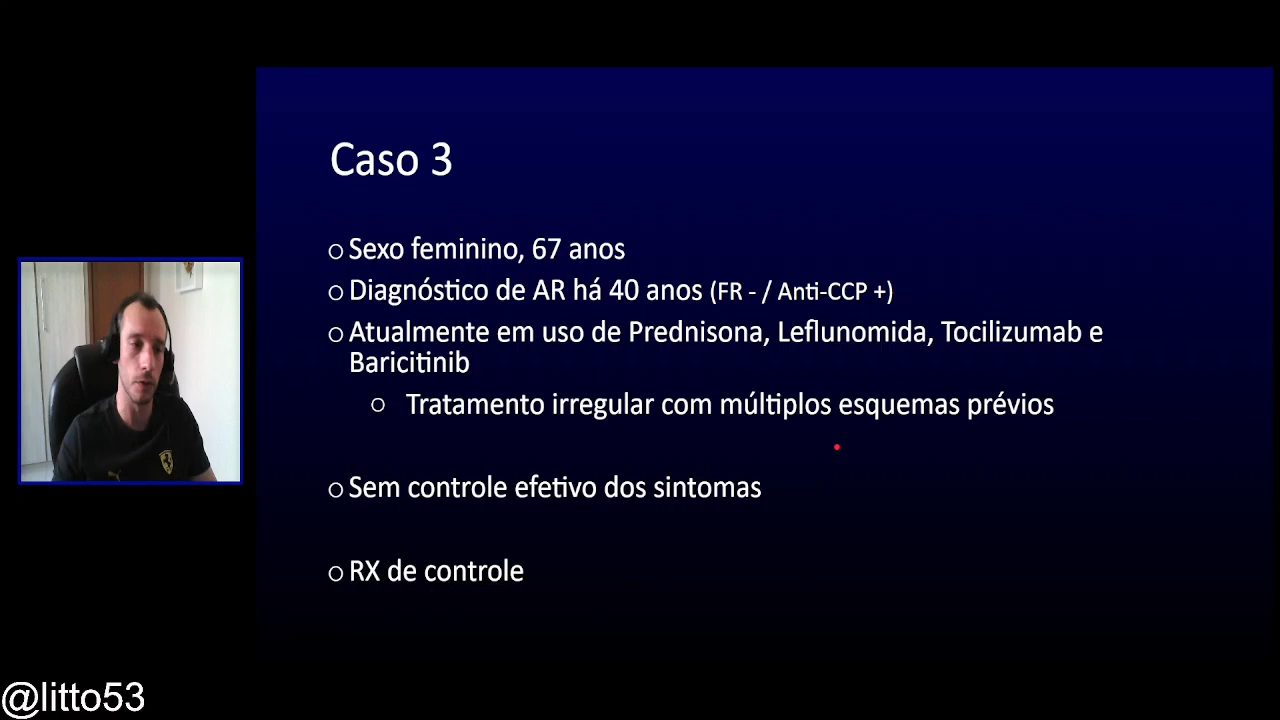 Caso 3
Sexo feminino, 67 anos
Diagnóstico de AR há 40 anos (FR - / Anti-CCP +)
Atualmente em uso de Prednisona, Leflunomida, Tocilizumab e
Baricitinib
Tratamento irregular com múltiplos esquemas prévios
Sem controle efetivo dos sintomas
RX de controle
@litto53